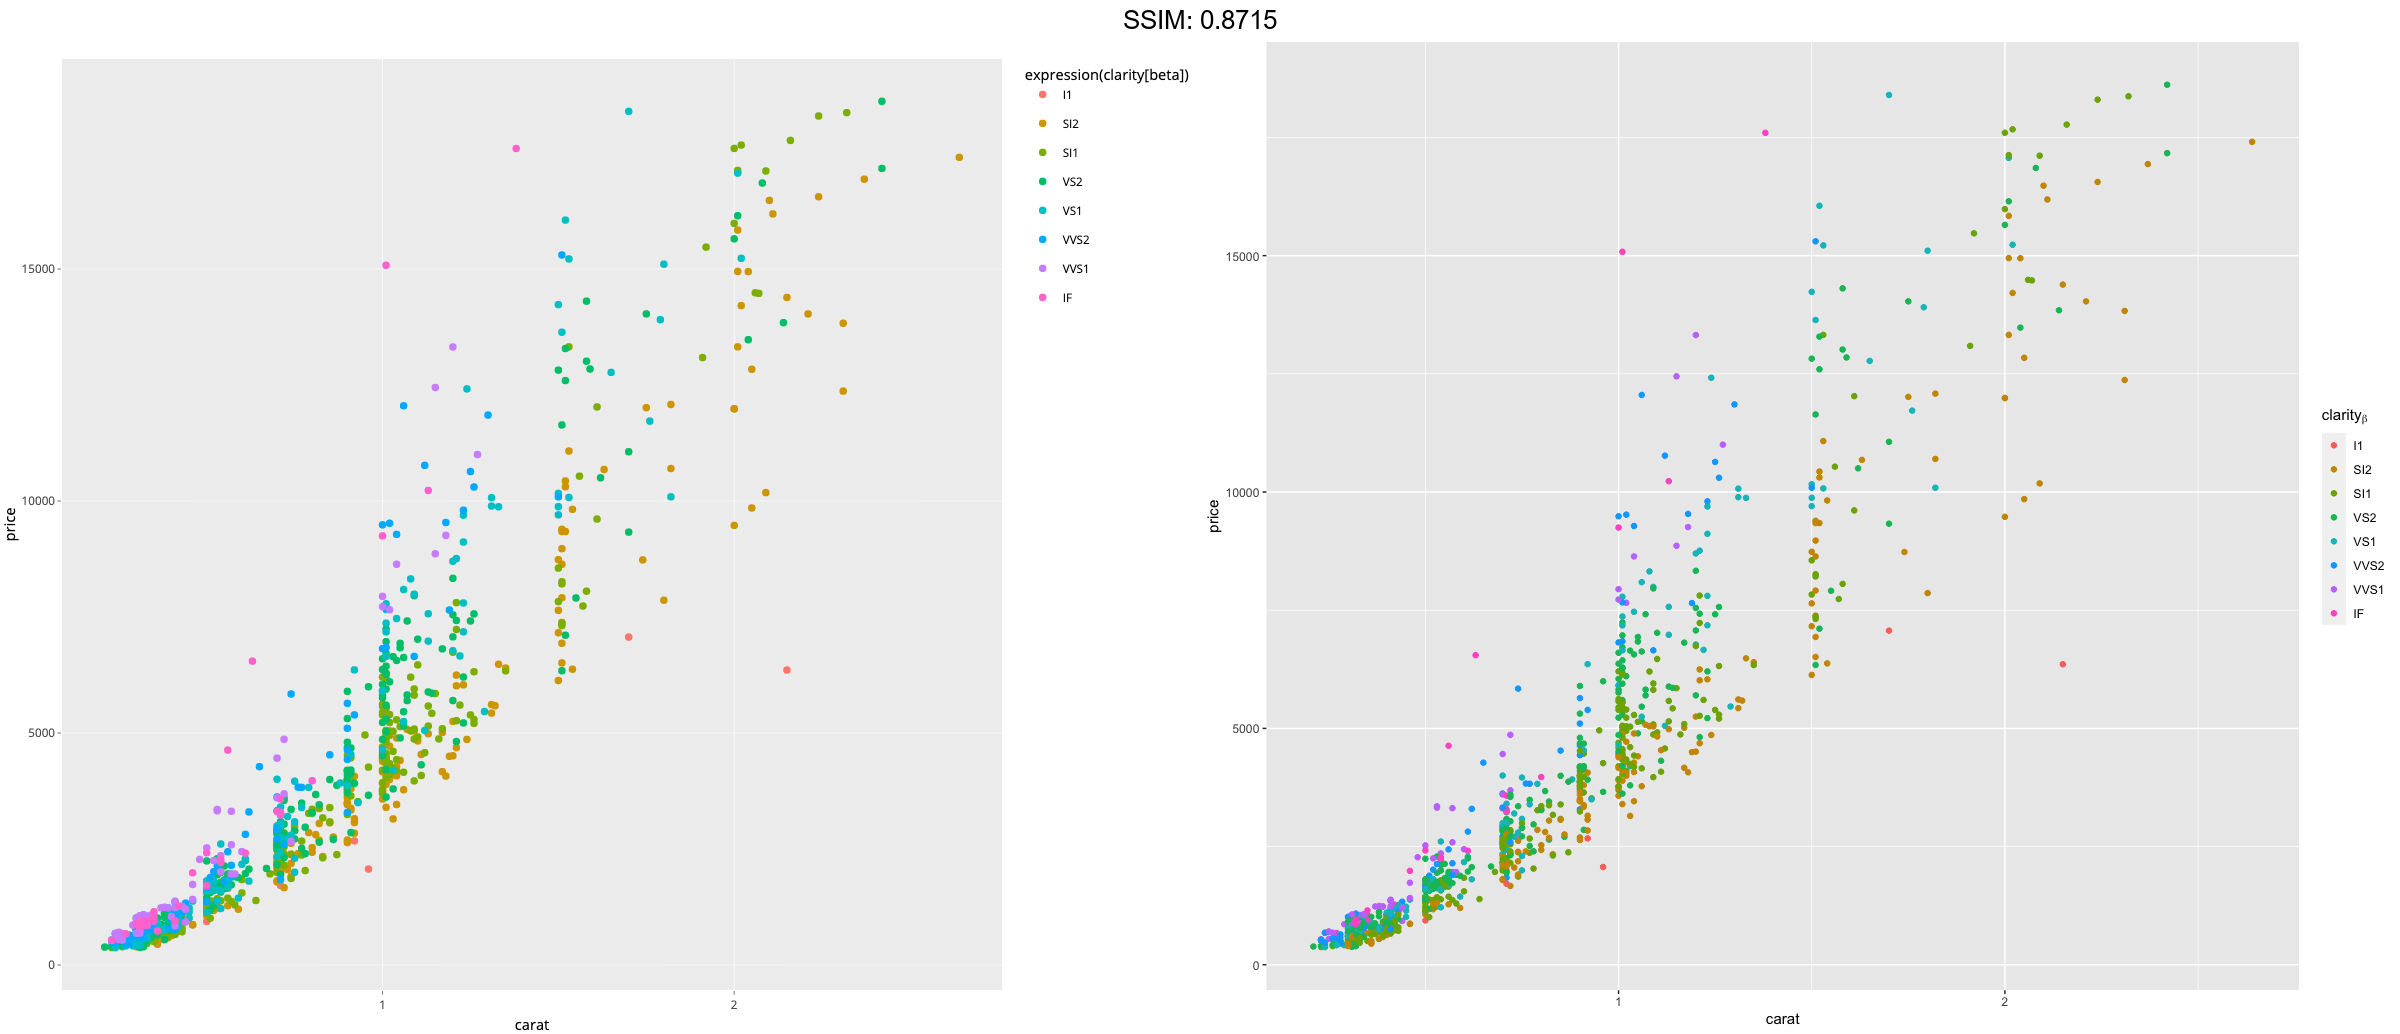 SSIM: 0.8715
price
15000
10000
5000
0
1
2
carat
expression(clarity[beta])
I1
SI2
SI1
VS2
VS1
VVS2
VVS1
IF
price
15000
10000
5000
0
1
2
carat
clarityβ
I1
SI2
SI1
VS2
VS1
VVS2
VVS1
IF